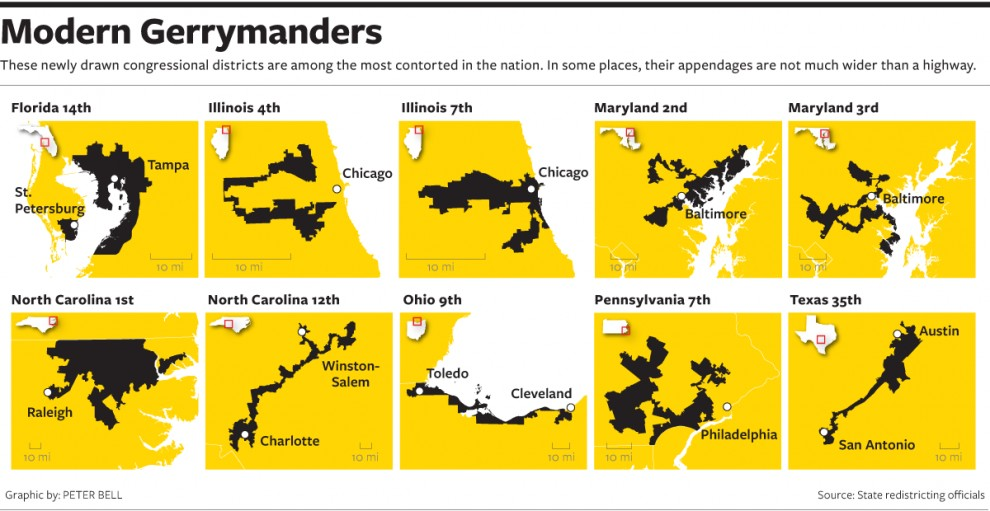 Modern Gerrymanders
These newly drawn congressional districts are among the most contorted in the nation. In some places, their appendages are not much wider than a highway.
Florida 14th
Tampa
St.
Petersburg
10 mi
Illinois 4th
Chicago
10 mi
Illinois 7th
Chicago
10 mi
Maryland 2nd
Baltimore
10 mi
Maryland 3rd
Baltimore
10 mi
North Carolina 1st
Raleigh
10 mi
North Carolina 12th
Winston-
Salem
Charlotte
10 mi
Ohio 9th
Toledo
Cleveland
10 mi
Pennsylvania 7th
Philadelphia
10 mi
Texas 35th
Austin
San Antonio
10 mi
Graphic by: PETER BELL
Source: State redistricting officials